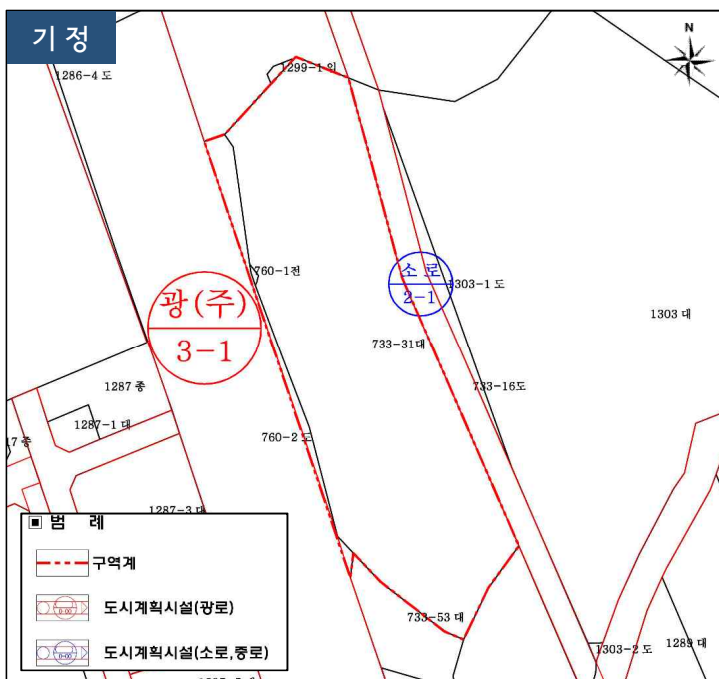 기 정
N
1286-4 도
1299-1 임
760-1전
광(주)
3-1
소 로
2-1
1303-1 도
1303 대
733-31대
733-16도
1287 종
1287-1 대
17 종
760-2 도
1287-3 대
733-53 대
1303-2 도
1289 대
범 례
구역계
도시계획시설(광로)
도시계획시설(소로,중로)